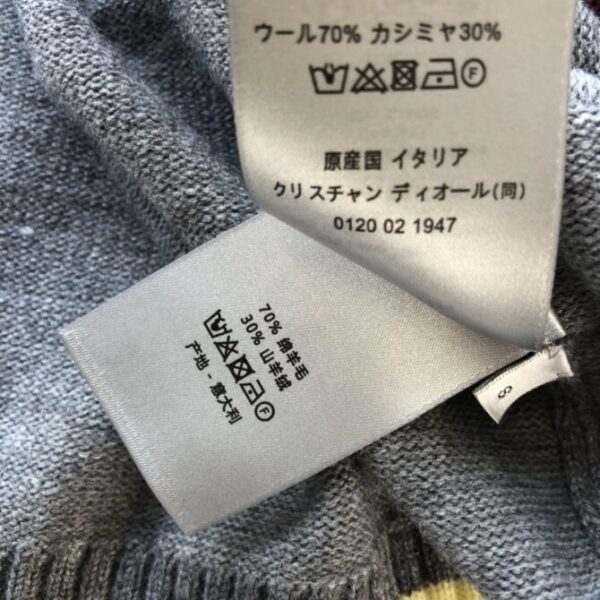 ウール70% カシミヤ30%
原産国 イタリア
クリスチャン ディオール(同)
0120 02 1947
70% 绵羊毛
30% 山羊绒
产地 - 意大利
8